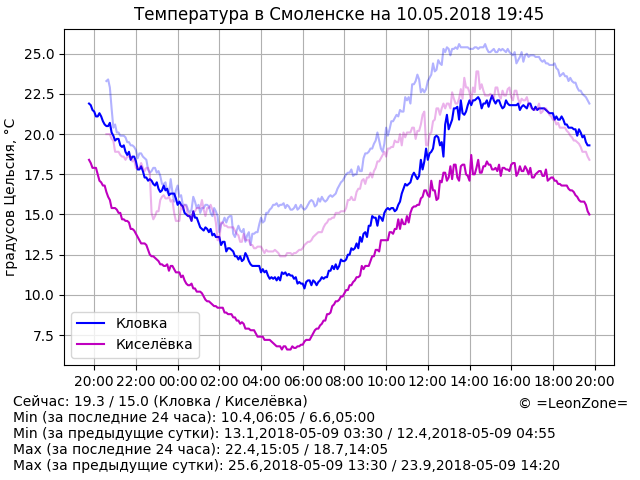 Температура в Смоленске на 10.05.2018 19:45
градусов Цельсия, °C
25.0
22.5
20.0
17.5
15.0
12.5
10.0
7.5
Кловка
Киселёвка
20:00 22:00 00:00 02:00 04:00 06:00 08:00 10:00 12:00 14:00 16:00 18:00 20:00
Сейчас: 19.3 / 15.0 (Кловка / Киселёвка)
© =LeonZone=
Min (за последние 24 часа): 10.4,06:05 / 6.6,05:00
Min (за предыдущие сутки): 13.1,2018-05-09 03:30 / 12.4,2018-05-09 04:55
Max (за последние 24 часа): 22.4,15:05 / 18.7,14:05
Max (за предыдущие сутки): 25.6,2018-05-09 13:30 / 23.9,2018-05-09 14:20